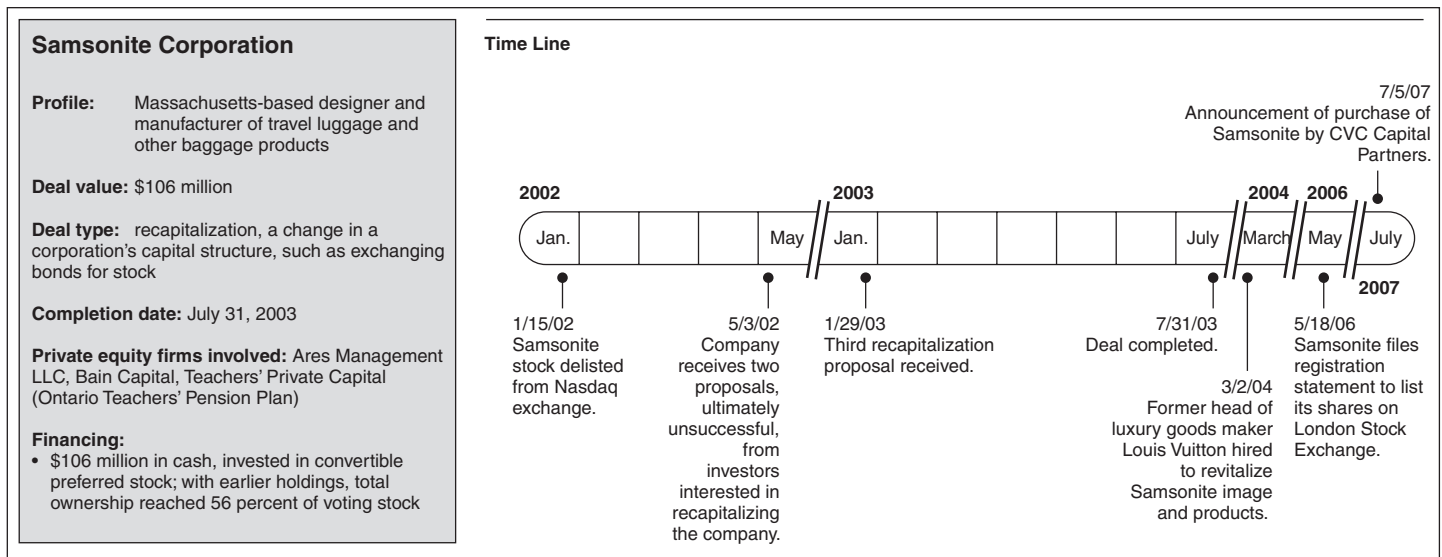 Samsonite Corporation
Profile: Massachusetts-based designer and
manufacturer of travel luggage and
other baggage products
Deal value: $106 million
Deal type: recapitalization, a change in a
corporation's capital structure, such as exchanging
bonds for stock
Completion date: July 31, 2003
Private equity firms involved: Ares Management
LLC, Bain Capital, Teachers' Private Capital
(Ontario Teachers' Pension Plan)
Financing:
• $106 million in cash, invested in convertible
preferred stock; with earlier holdings, total
ownership reached 56 percent of voting stock
Time Line
7/5/07
Announcement of purchase of
Samsonite by CVC Capital
Partners.
2002 2003 2004 2006
Jan. May Jan. July March May July
2007
1/15/02
Samsonite
stock delisted
from Nasdaq
exchange.
5/3/02
Company
receives two
proposals,
ultimately
unsuccessful,
from
investors
interested in
recapitalizing
the company.
1/29/03
Third recapitalization
proposal received.
7/31/03
Deal completed.
3/2/04
Former head of
luxury goods maker
Louis Vuitton hired
to revitalize
Samsonite image
and products.
5/18/06
Samsonite files
registration
statement to list
its shares on
London Stock
Exchange.